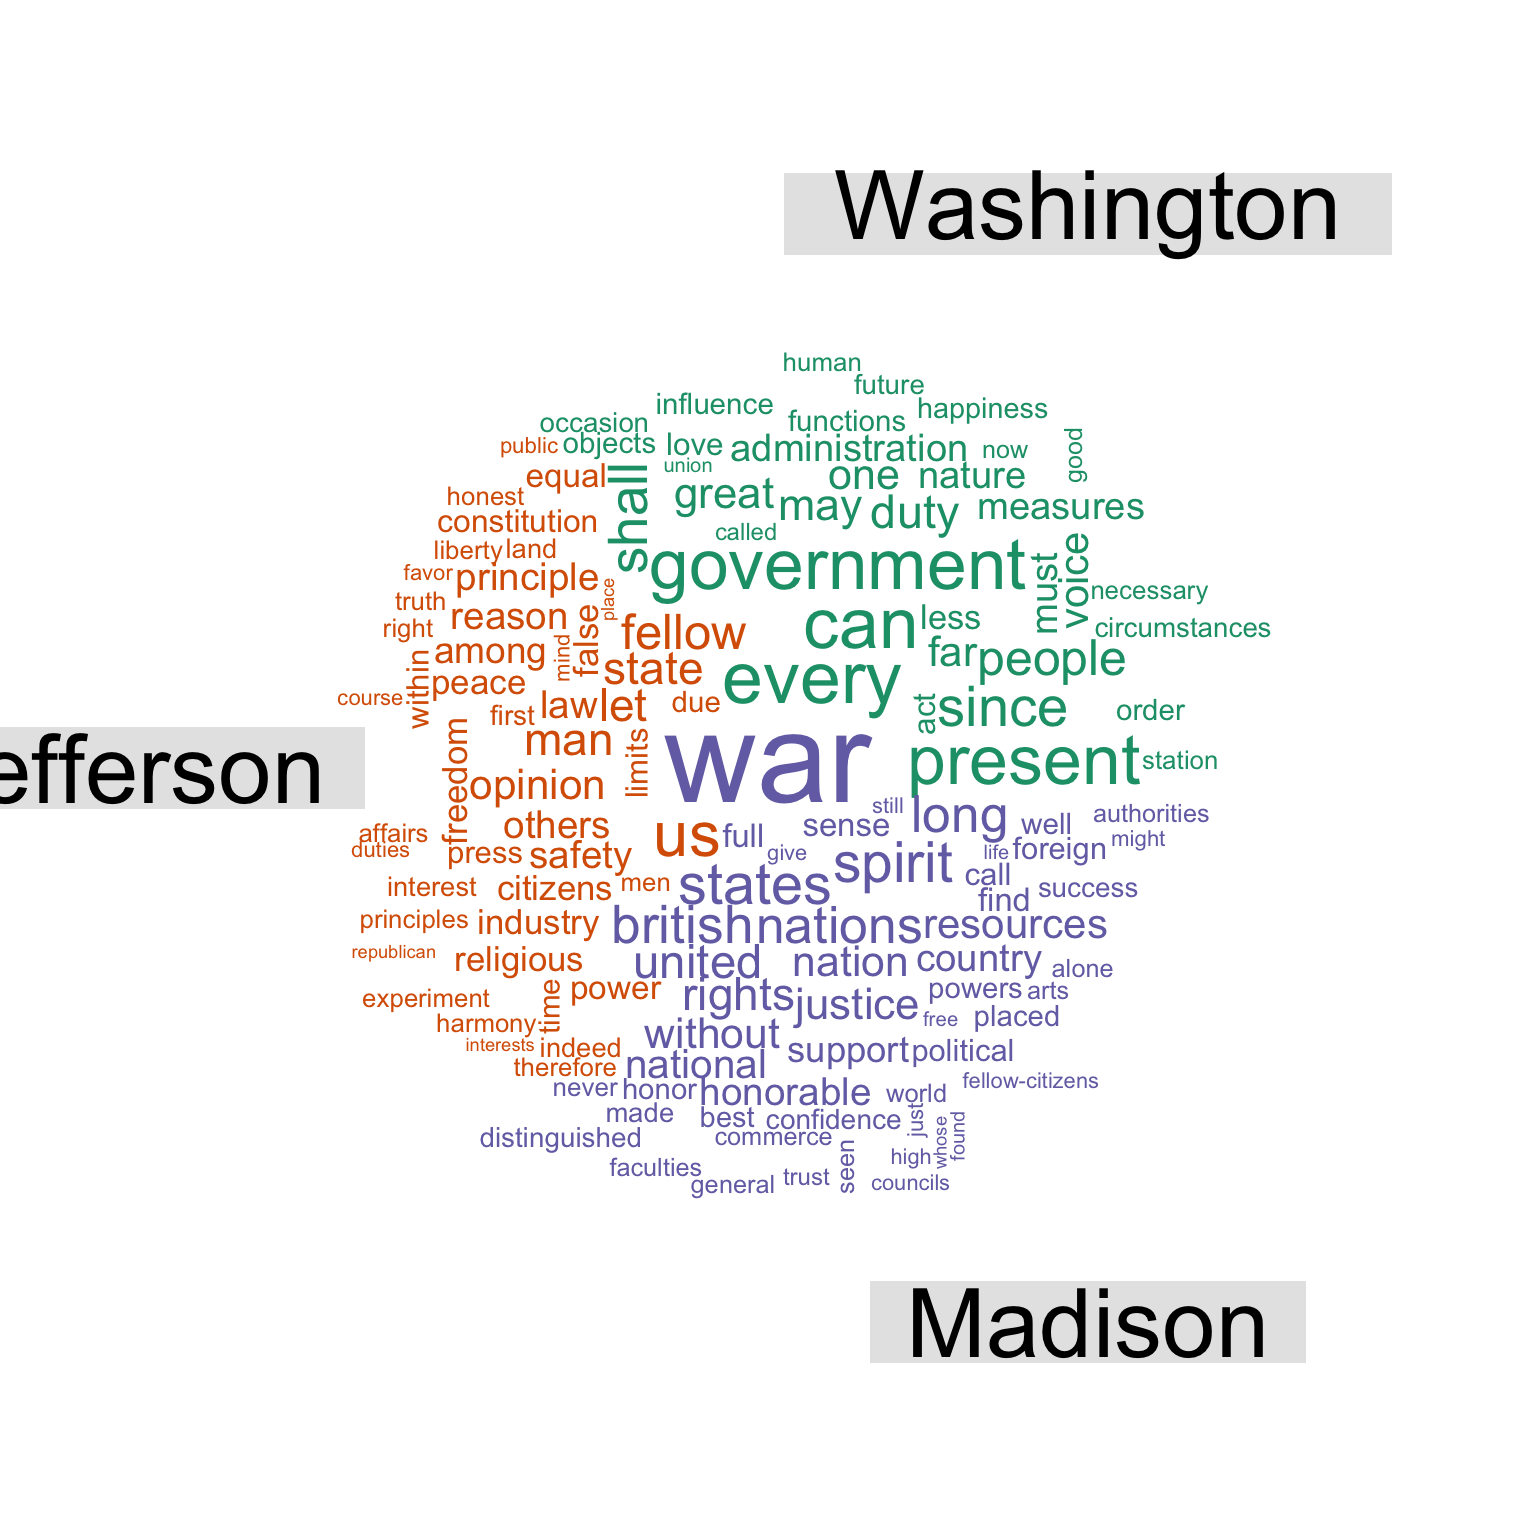 Washington
human
future
influence
happiness
occasion
functions
public
objects
love
administration
now
good
union
equal
one
nature
honest
shall
great
may
duty
measures
constitution
called
liberty
land
government
must
voice
favor
principle
place
necessary
truth
reason
false
fellow
can
less
right
circumstances
among
mind
state
far
people
within
peace
every
course
first
law
let
due
act
since
order
freedom
man
limits
war
present
station
efferson
opinion
still
long
authorities
affairs
others
us
full
sense
well
might
duties
press
safety
give
spirit
life
foreign
interest
citizens
men
states
call
success
find
principles
industry
british
nations
resources
republican
religious
united
nation
country
alone
experiment
time
power
rights
justice
powers
arts
harmony
free
placed
interests
indeed
without
support
political
therefore
national
never
honor
honorable
world
fellow-citizens
made
best
confidence
just
whose
found
distinguished
commerce
faculties
seen
high
general
trust
councils
Madison